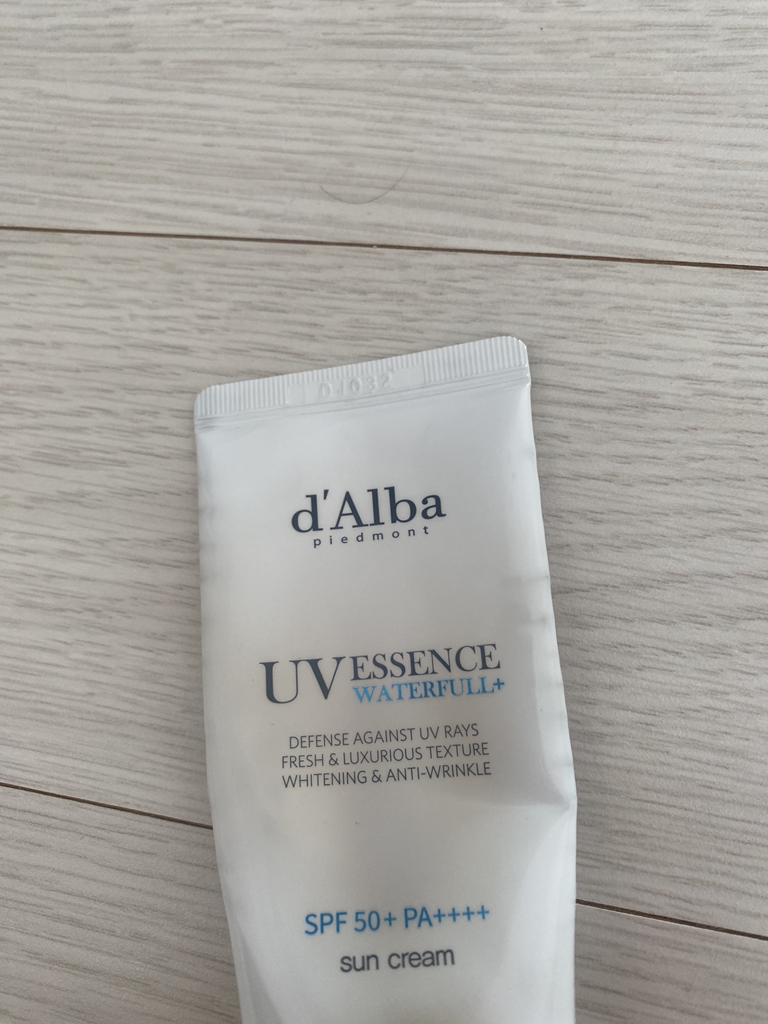 d'Alba
piedmont
UV ESSENCE
WATERFULL+
DEFENSE AGAINST UV RAYS
FRESH & LUXURIOUS TEXTURE
WHITENING & ANTI-WRINKLE
SPF 50+ PA++++
sun cream